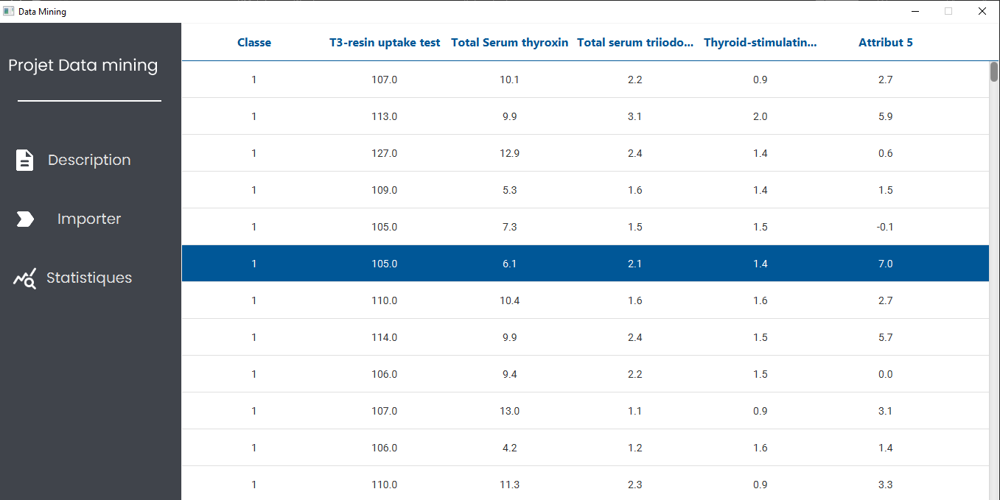 Data Mining
Projet Data mining
Description
Importer
Statistiques
Classe T3-resin uptake test Total Serum thyroxin Total serum triiodo... Thyroid-stimulatin... Attribut 5
1 107.0 10.1 2.2 0.9 2.7
1 113.0 9.9 3.1 2.0 5.9
1 127.0 12.9 2.4 1.4 0.6
1 109.0 5.3 1.6 1.4 1.5
1 105.0 7.3 1.5 1.5 -0.1
1 105.0 6.1 2.1 1.4 7.0
1 110.0 10.4 1.6 1.6 2.7
1 114.0 9.9 2.4 1.5 5.7
1 106.0 9.4 2.2 1.5 0.0
1 107.0 13.0 1.1 0.9 3.1
1 106.0 4.2 1.2 1.6 1.4
1 110.0 11.3 2.3 0.9 3.3